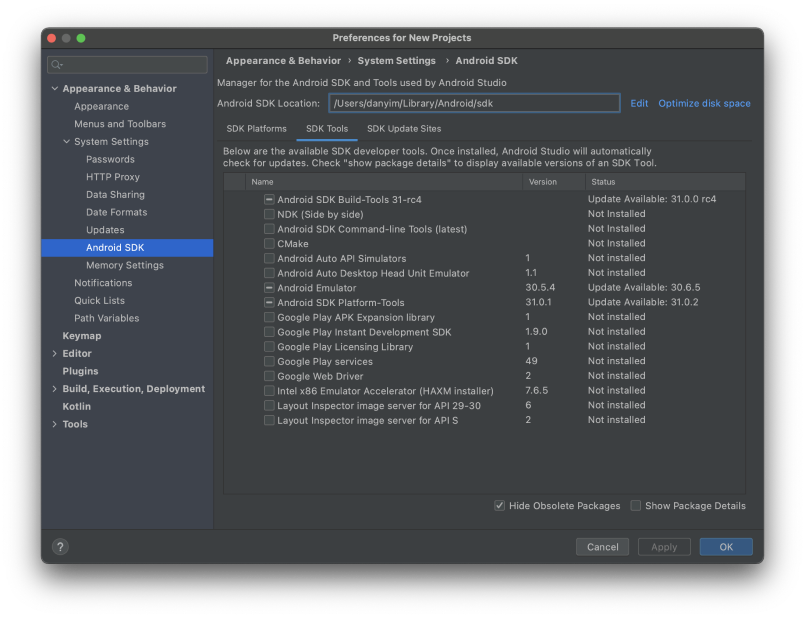 Preferences for New Projects
Appearance & Behavior › System Settings › Android SDK
Appearance & Behavior
Appearance
Menus and Toolbars
System Settings
Passwords
HTTP Proxy
Data Sharing
Date Formats
Updates
Android SDK
Memory Settings
Notifications
Quick Lists
Path Variables
Keymap
Editor
Plugins
Build, Execution, Deployment
Kotlin
Tools
Manager for the Android SDK and Tools used by Android Studio
Android SDK Location: /Users/danyim/Library/Android/sdk Edit Optimize disk space
SDK Platforms SDK Tools SDK Update Sites
Below are the available SDK developer tools. Once installed, Android Studio will automatically
check for updates. Check "show package details" to display available versions of an SDK Tool.
Name Version Status
Android SDK Build-Tools 31-rc4 Update Available: 31.0.0 rc4
NDK (Side by side) Not Installed
Android SDK Command-line Tools (latest) Not Installed
CMake Not Installed
Android Auto API Simulators 1 Not installed
Android Auto Desktop Head Unit Emulator 1.1 Not installed
Android Emulator 30.5.4 Update Available: 30.6.5
Android SDK Platform-Tools 31.0.1 Update Available: 31.0.2
Google Play APK Expansion library 1 Not installed
Google Play Instant Development SDK 1.9.0 Not installed
Google Play Licensing Library 1 Not installed
Google Play services 49 Not installed
Google Web Driver 2 Not installed
Intel x86 Emulator Accelerator (HAXM installer) 7.6.5 Not installed
Layout Inspector image server for API 29-30 6 Not installed
Layout Inspector image server for API S 2 Not installed
Hide Obsolete Packages Show Package Details
? Cancel Apply OK